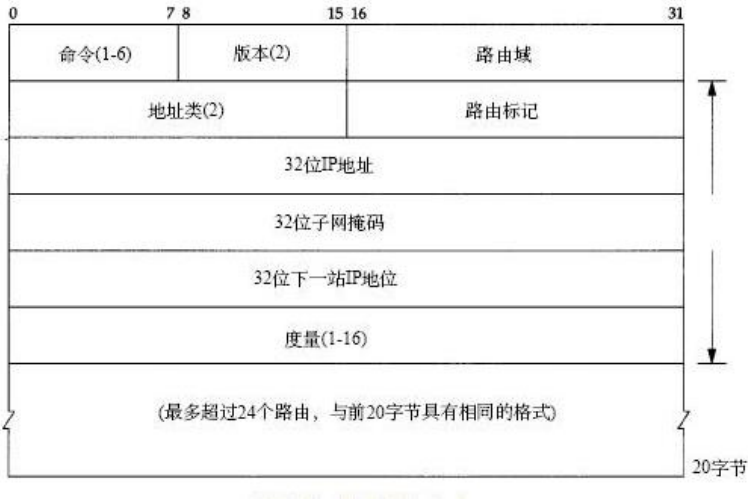 0 7 8 15 16 31
命令(1-6) 版本(2) 路由域
地址类(2) 路由标记
32位IP地址
32位子网掩码
32位下一站IP地位
度量(1-16)
(最多超过24个路由，与前20字节具有相同的格式)
20字节